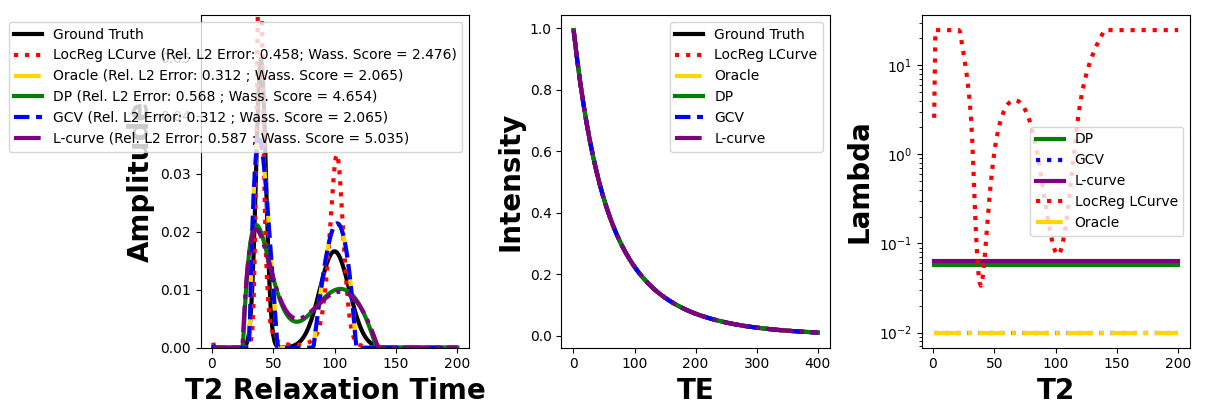 Ground Truth
LocReg LCurve (Rel. L2 Error: 0.458; Wass. Score = 2.476)
Oracle (Rel. L2 Error: 0.312 ; Wass. Score = 2.065)
DP (Rel. L2 Error: 0.568 ; Wass. Score = 4.654)
GCV (Rel. L2 Error: 0.312 ; Wass. Score = 2.065)
L-curve (Rel. L2 Error: 0.587 ; Wass. Score = 5.035)
Amplitude
0.05
0.04
0.03
0.02
0.01
0.00
0 50 100 150 200
T2 Relaxation Time
Ground Truth
LocReg LCurve
Oracle
DP
GCV
L-curve
Intensity
1.0
0.8
0.6
0.4
0.2
0.0
0 100 200 300 400
TE
DP
GCV
L-curve
LocReg LCurve
Oracle
Lambda
10¹
10⁰
10⁻¹
10⁻²
0 50 100 150 200
T2